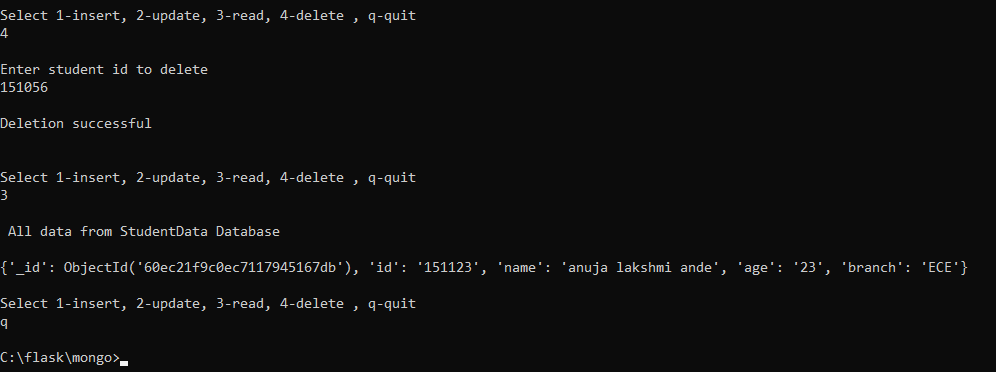 Select 1-insert, 2-update, 3-read, 4-delete , q-quit
4
Enter student id to delete
151056
Deletion successful
Select 1-insert, 2-update, 3-read, 4-delete , q-quit
3
All data from StudentData Database
{'_id': ObjectId('60ec21f9c0ec7117945167db'), 'id': '151123', 'name': 'anuja lakshmi ande', 'age': '23', 'branch': 'ECE'}
Select 1-insert, 2-update, 3-read, 4-delete , q-quit
q
C:\flask\mongo>